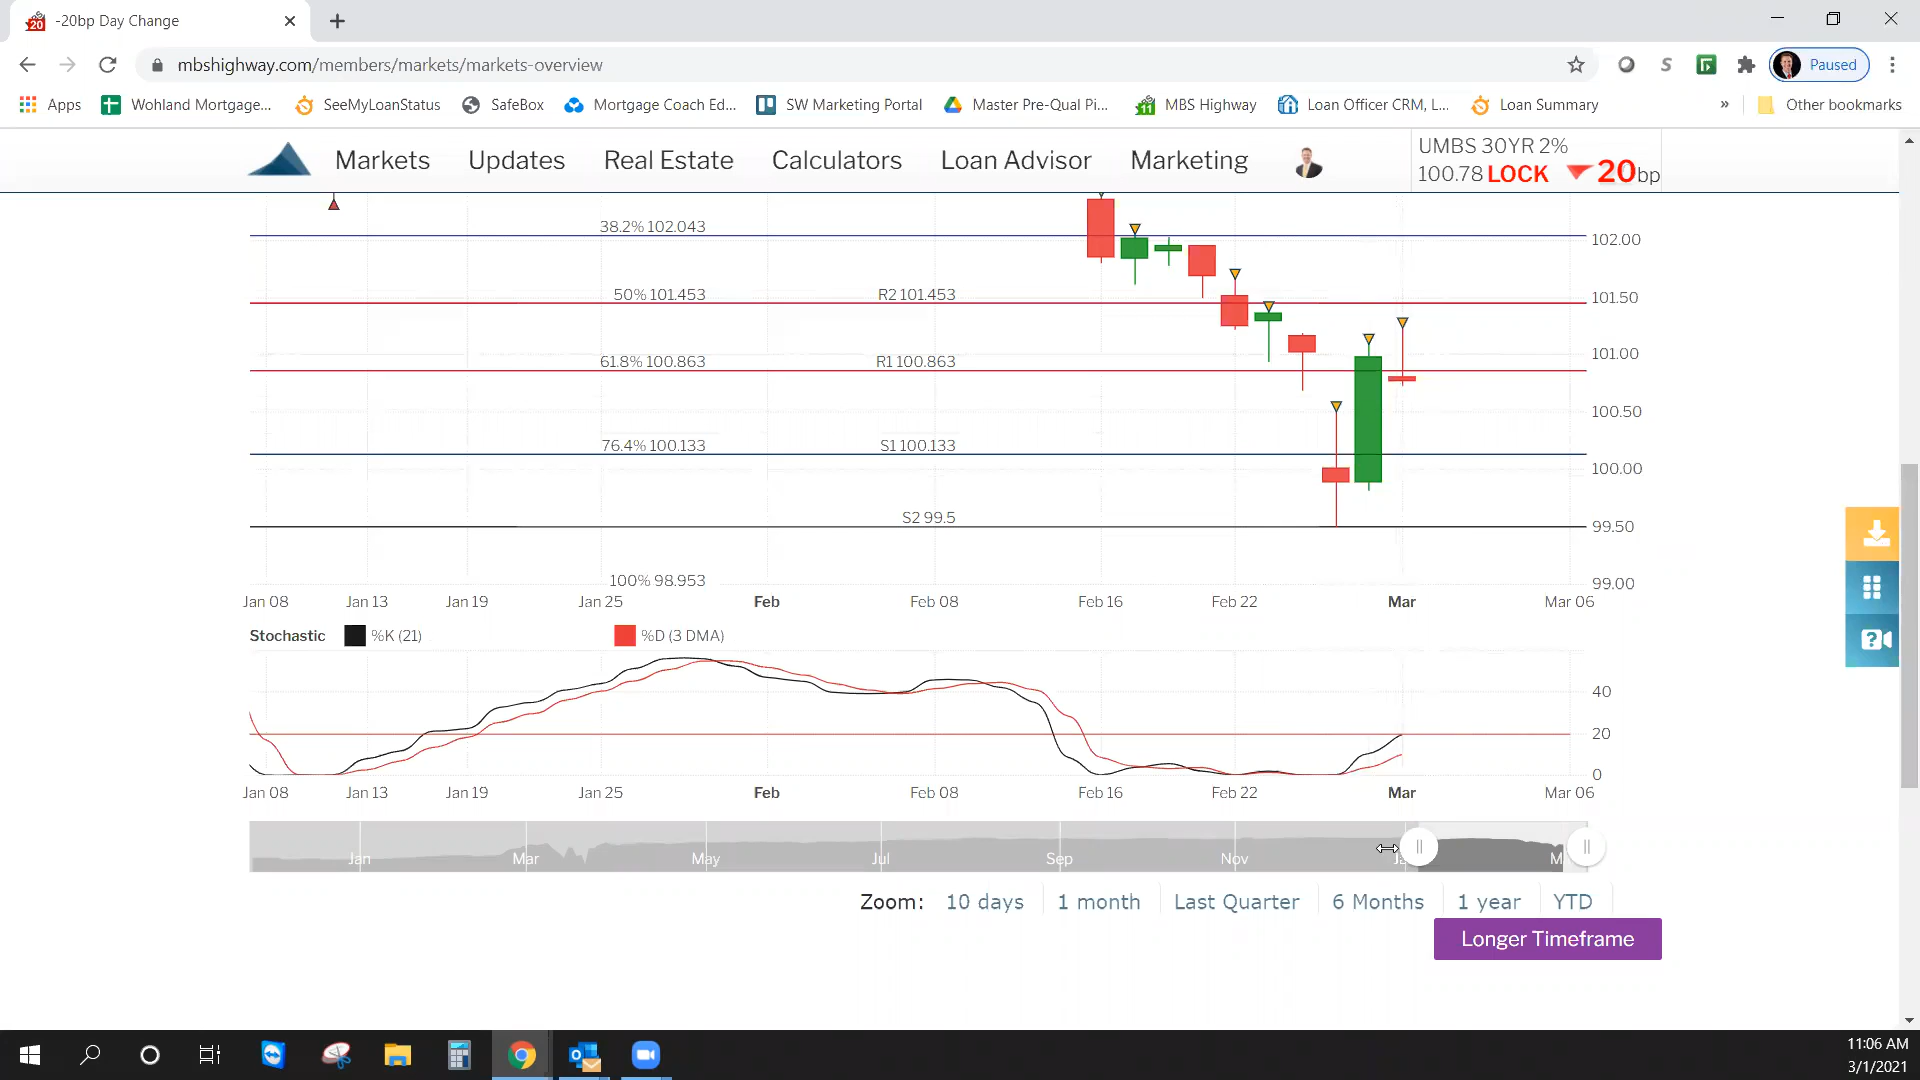 -20bp Day Change
mbshighway.com/members/markets/markets-overview
Paused
Apps
Wohland Mortgage...
SeeMyLoanStatus
SafeBox
Mortgage Coach Ed...
SW Marketing Portal
Master Pre-Qual Pi...
MBS Highway
Loan Officer CRM, L...
Loan Summary
»
Other bookmarks
Markets
Updates
Real Estate
Calculators
Loan Advisor
Marketing
UMBS 30YR 2%
100.78 LOCK 20bp
38.2% 102.043
102.00
50% 101.453
R2 101.453
101.50
61.8% 100.863
R1 100.863
101.00
100.50
76.4% 100.133
S1 100.133
100.00
S2 99.5
99.50
100% 98.953
99.00
Jan 08 Jan 13 Jan 19 Jan 25 Feb Feb 08 Feb 16 Feb 22 Mar Mar 06
Stochastic %K (21) %D (3 DMA)
40
20
0
Jan 08 Jan 13 Jan 19 Jan 25 Feb Feb 08 Feb 16 Feb 22 Mar Mar 06
Jan Mar May Jul Sep Nov
Zoom: 10 days 1 month Last Quarter 6 Months 1 year YTD
Longer Timeframe
11:06 AM
3/1/2021